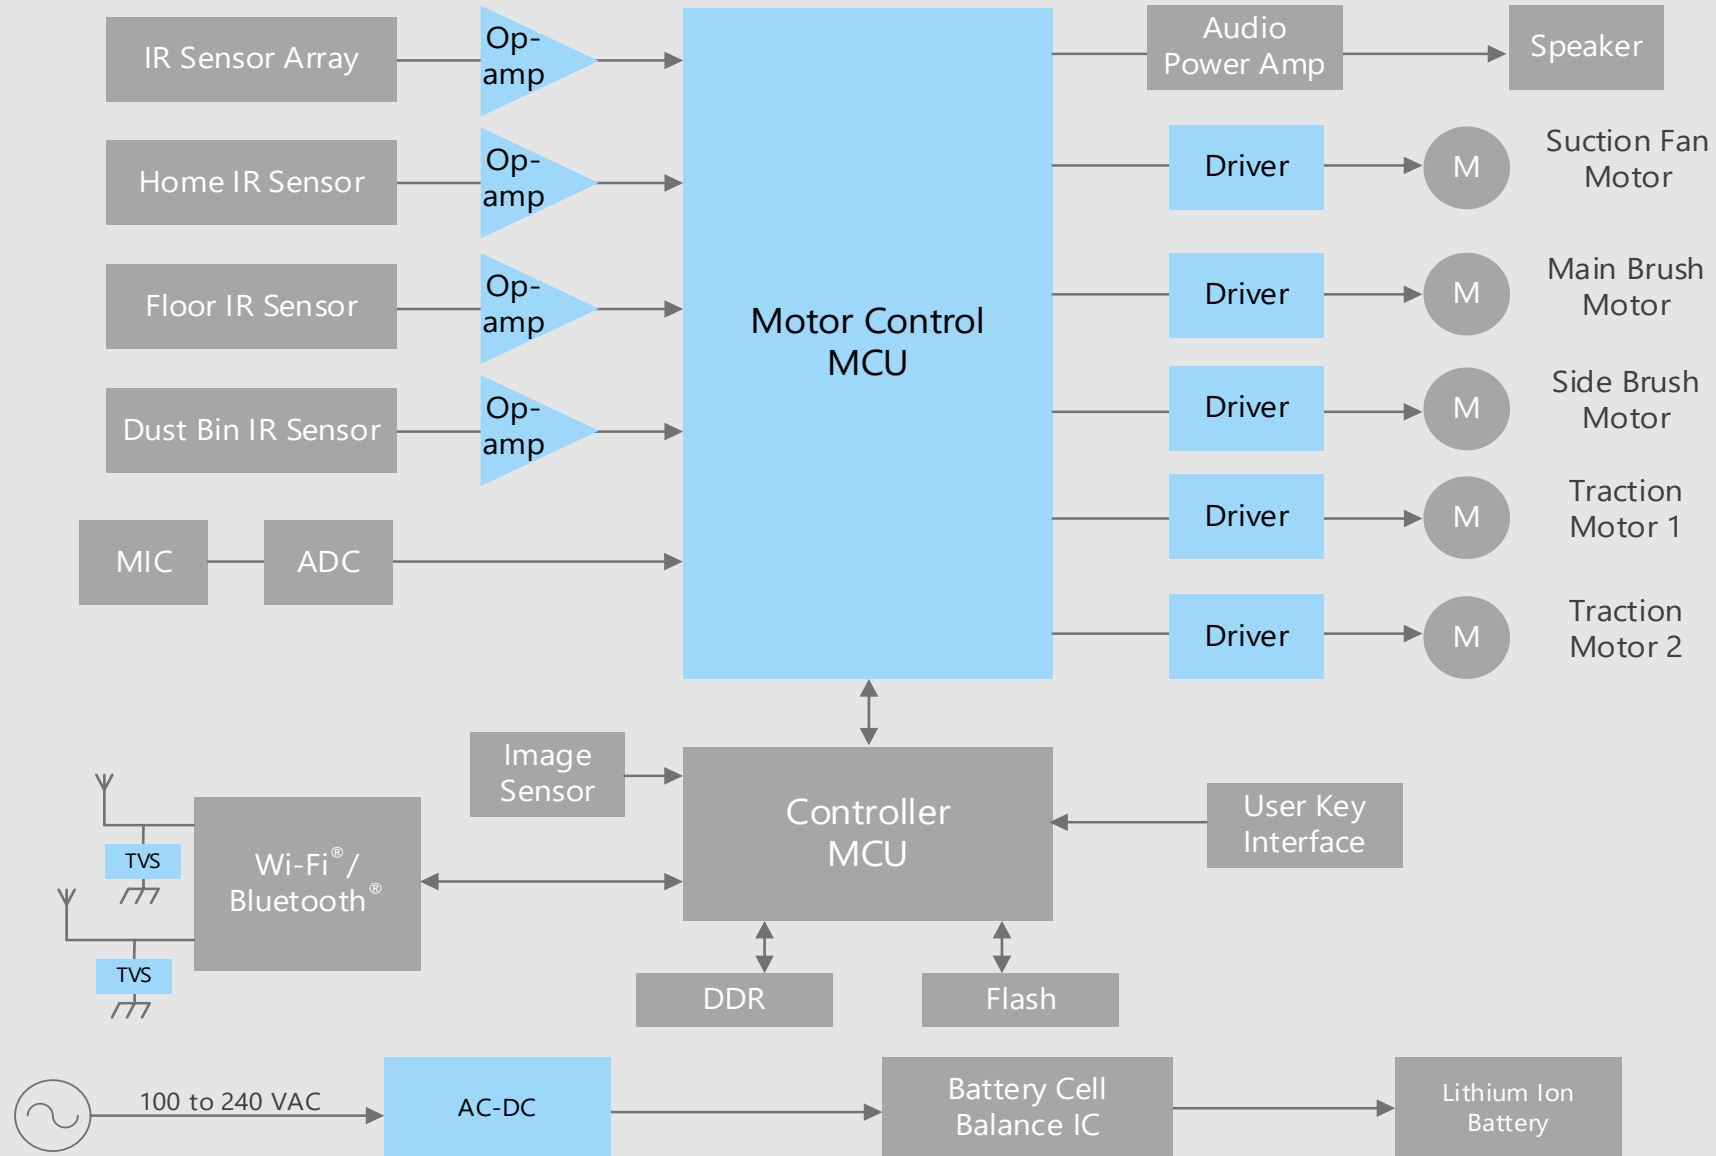 IR Sensor Array
Op-
amp
Audio
Power Amp
Speaker
Home IR Sensor
Op-
amp
Driver
M
Suction Fan
Motor
Floor IR Sensor
Op-
amp
Motor Control
MCU
Driver
M
Main Brush
Motor
Dust Bin IR Sensor
Op-
amp
Driver
M
Side Brush
Motor
MIC
ADC
Driver
M
Traction
Motor 1
Driver
M
Traction
Motor 2
Image
Sensor
Controller
MCU
User Key
Interface
TVS
Wi-Fi®/
Bluetooth®
TVS
DDR
Flash
100 to 240 VAC
AC-DC
Battery Cell
Balance IC
Lithium Ion
Battery